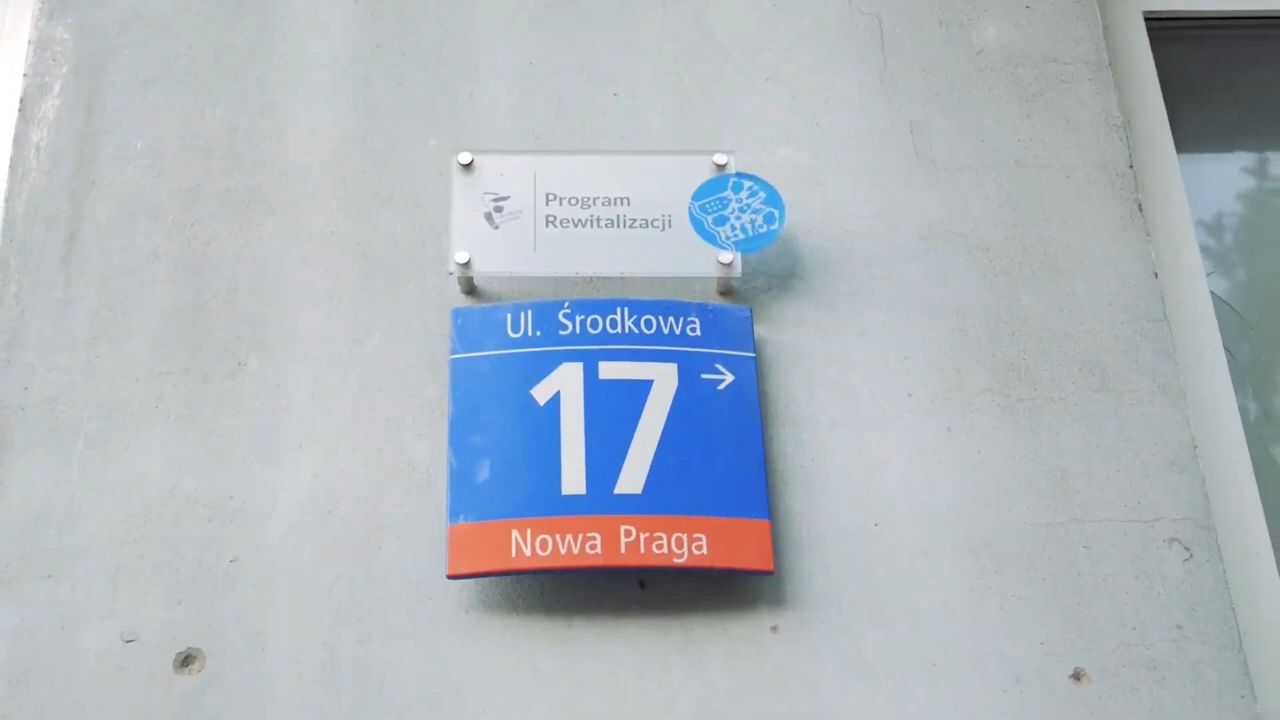 Program
Rewitalizacji
Ul. Środkowa
17 →
Nowa Praga